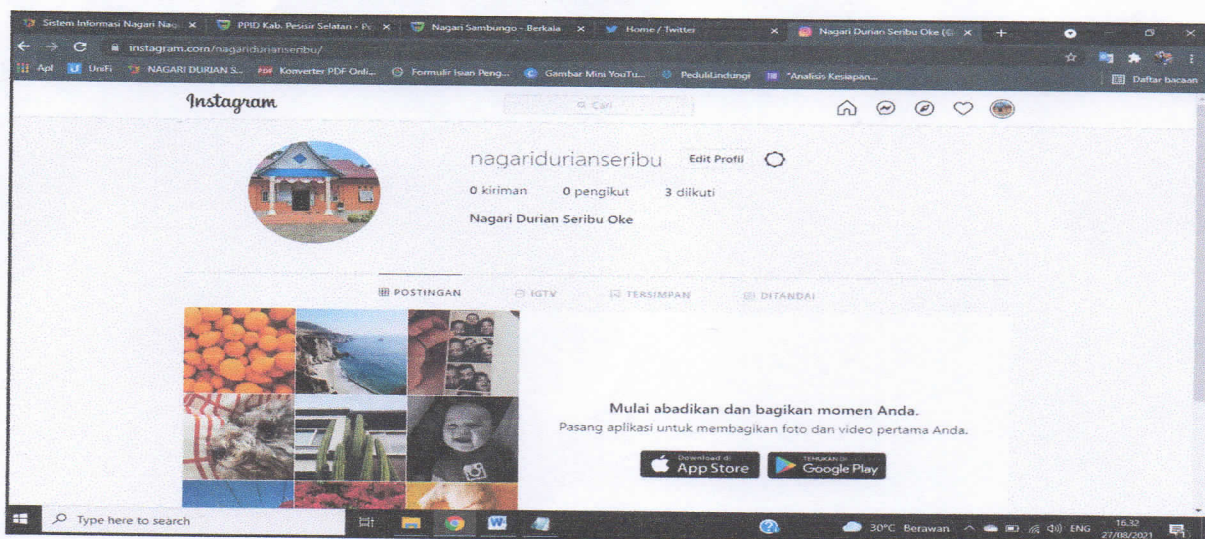 Sistem Informasi Nagari Nag
PPID Kab. Pesisir Selatan - Pe
Nagari Sambungo - Berkala
Home / Twitter
Nagari Durian Seribu Oke (@
instagram.com/nagaridurianseribu/
Apl
UniFi
NAGARI DURIAN S...
Konverter PDF Onli...
Formulir Isian Peng...
Gambar Mini YouTu...
PeduliLindungi
"Analisis Kesiapan...
Daftar bacaan
Instagram
Cari
nagaridurianseribu
Edit Profil
0 kiriman 0 pengikut 3 diikuti
Nagari Durian Seribu Oke
POSTINGAN
IGTV
TERSIMPAN
DITANDAI
Mulai abadikan dan bagikan momen Anda.
Pasang aplikasi untuk membagikan foto dan video pertama Anda.
Download di
App Store
TEMUKAN DI
Google Play
Type here to search
30°C Berawan
ENG
16.32
27/08/2021